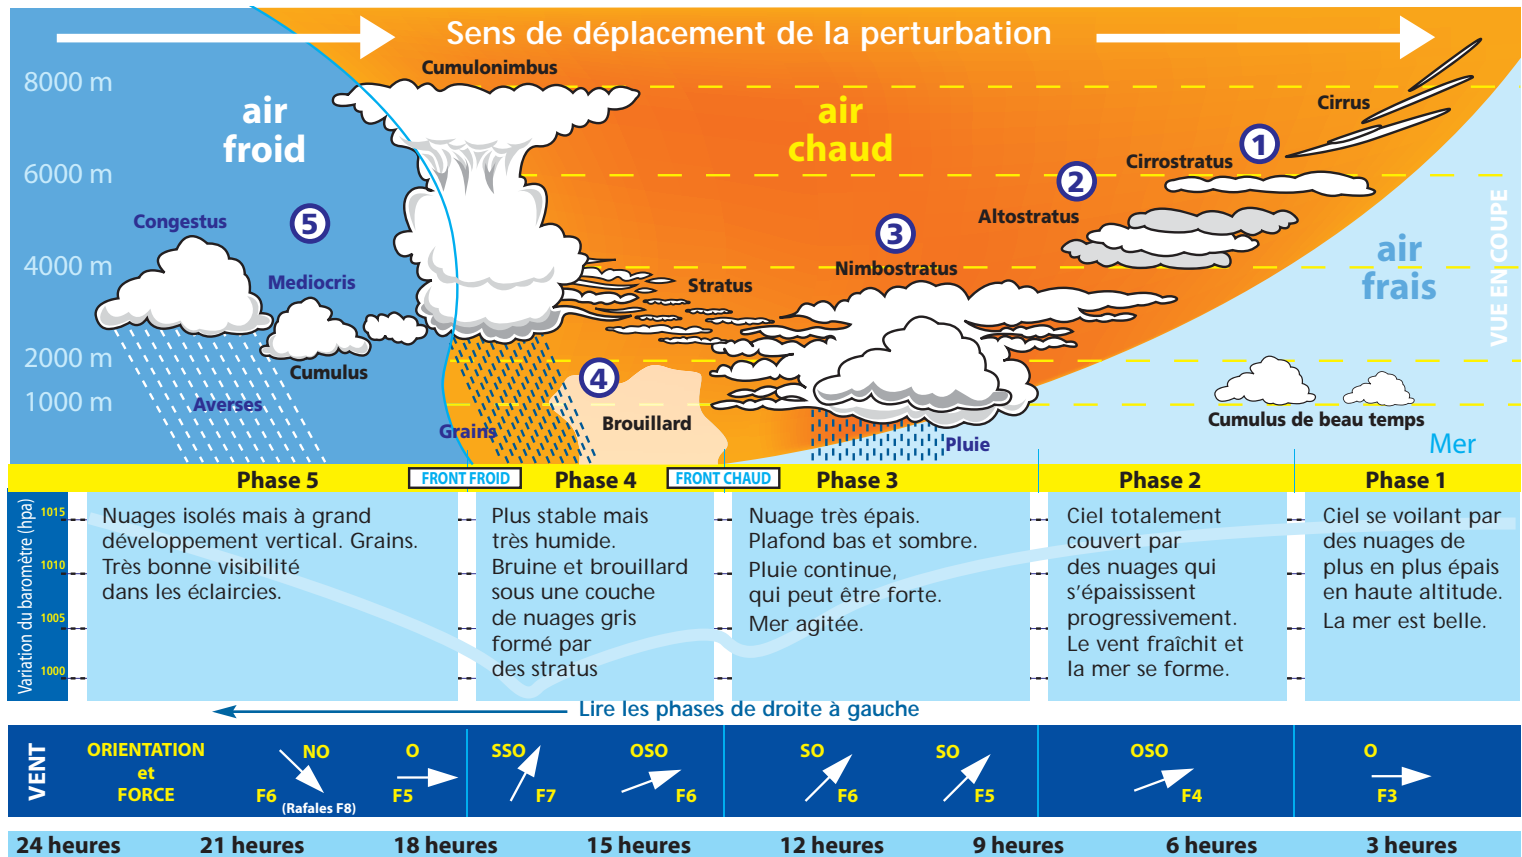 Sens de déplacement de la perturbation
8000 m
6000 m
4000 m
2000 m
1000 m
air
froid
Cumulonimbus
air
chaud
Cirrus
1
Cirrostratus
2
Altostratus
3
Nimbostratus
Congestus
5
Mediocris
Stratus
air
frais
VUE EN COUPE
Cumulus
Averses
4
Grains
Brouillard
Pluie
Cumulus de beau temps
Mer
Phase 5
FRONT FROID
Phase 4
FRONT CHAUD
Phase 3
Phase 2
Phase 1
Variation du baromètre (hpa)
1015
1010
1005
1000
Nuages isolés mais à grand
développement vertical. Grains.
Très bonne visibilité
dans les éclaircies.
Plus stable mais
très humide.
Bruine et brouillard
sous une couche
de nuages gris
formé par
des stratus
Nuage très épais.
Plafond bas et sombre.
Pluie continue,
qui peut être forte.
Mer agitée.
Ciel totalement
couvert par
des nuages qui
s'épaississent
progressivement.
Le vent fraîchit et
la mer se forme.
Ciel se voilant par
des nuages de
plus en plus épais
en haute altitude.
La mer est belle.
Lire les phases de droite à gauche
VENT
ORIENTATION
et
FORCE
NO
F6
(Rafales F8)
O
F5
SSO
F7
OSO
F6
SO
F6
SO
F5
OSO
F4
O
F3
24 heures
21 heures
18 heures
15 heures
12 heures
9 heures
6 heures
3 heures